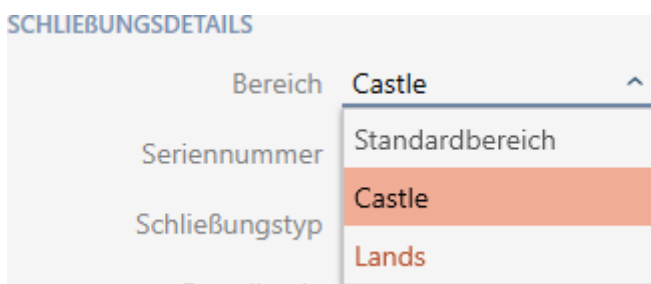 SCHLIEßUNGSDETAILS
Bereich Castle
Standardbereich
Seriennummer
Castle
Schließungstyp
Lands